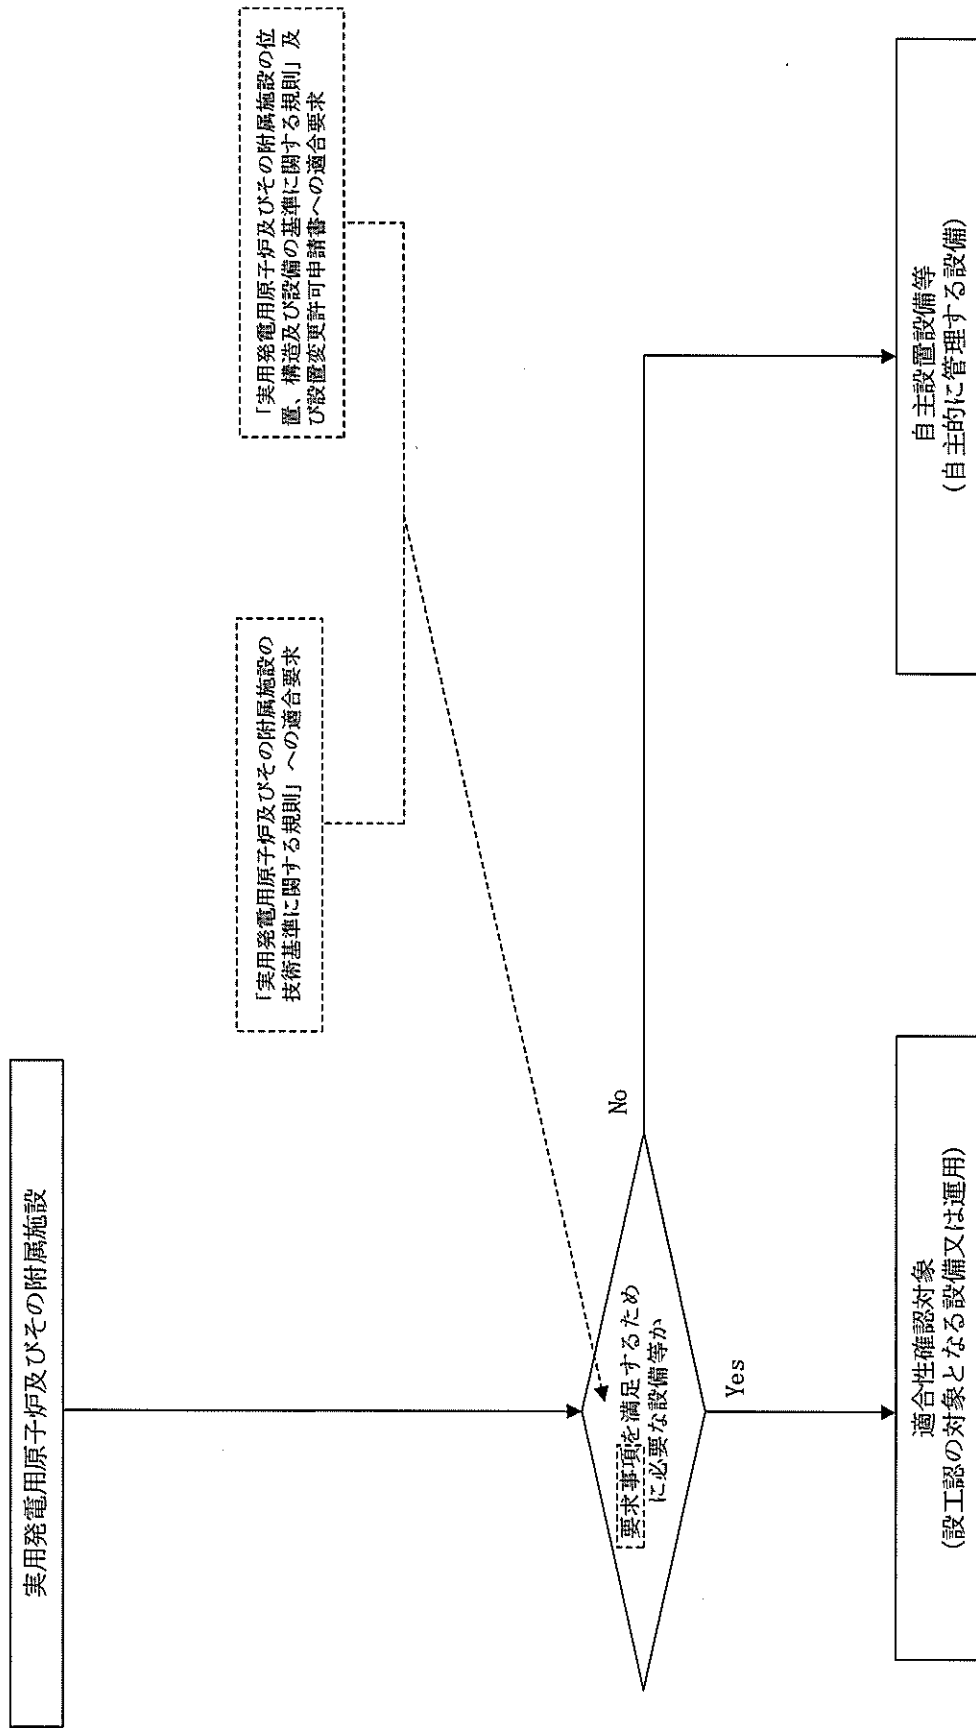 実用発電用原子炉及びその附属施設
「実用発電用原子炉及びその附属施設の
技術基準に関する規則」への適合要求
「実用発電用原子炉及びその附属施設の位
置、構造及び設備の基準に関する規則」及
び設置変更許可申請書への適合要求
要求事項を満足するため
に必要な設備等か
No
Yes
適合性確認対象
(設工認の対象となる設備又は運用)
自主設置設備等
(自主的に管理する設備)